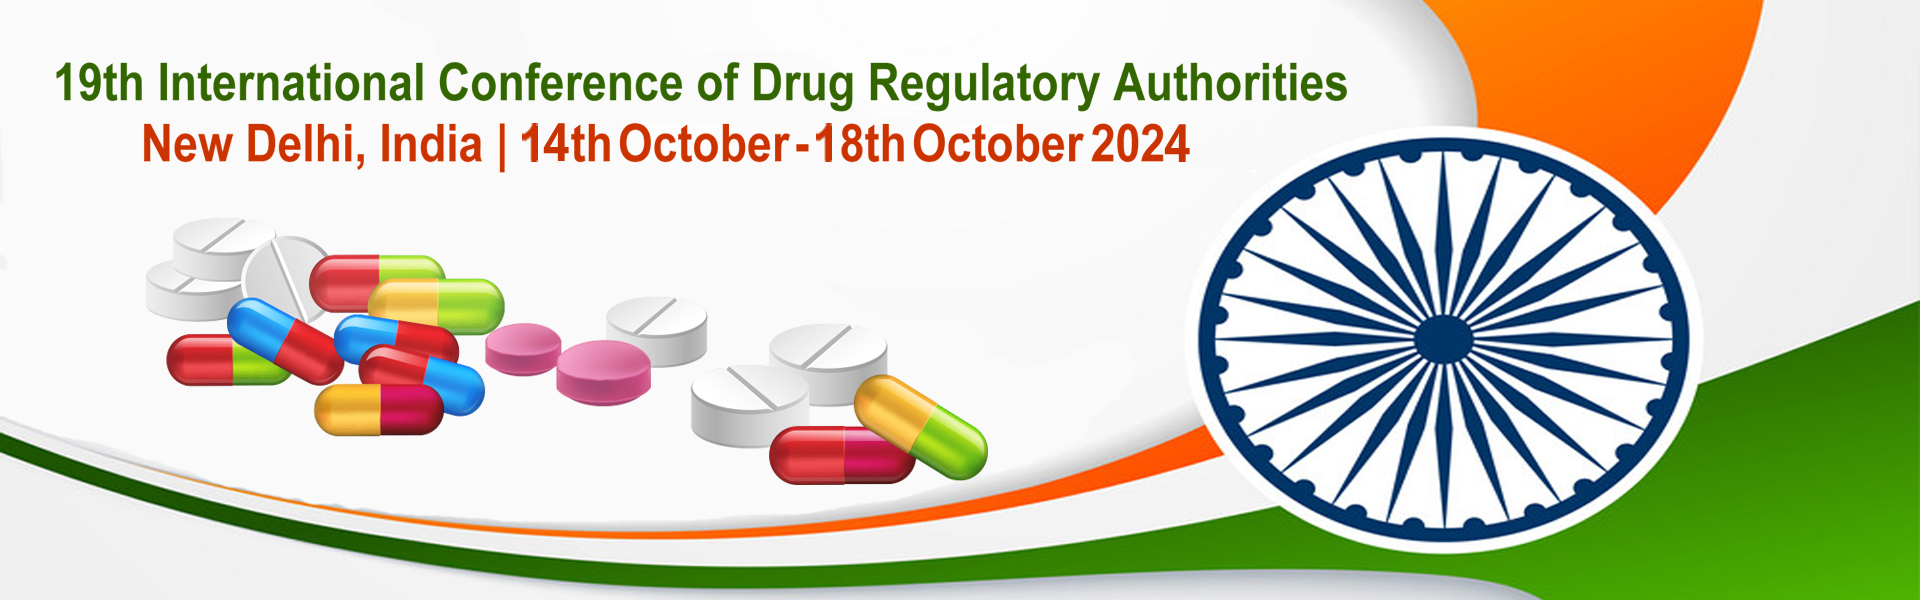 19th International Conference of Drug Regulatory Authorities
New Delhi, India | 14th October - 18th October 2024